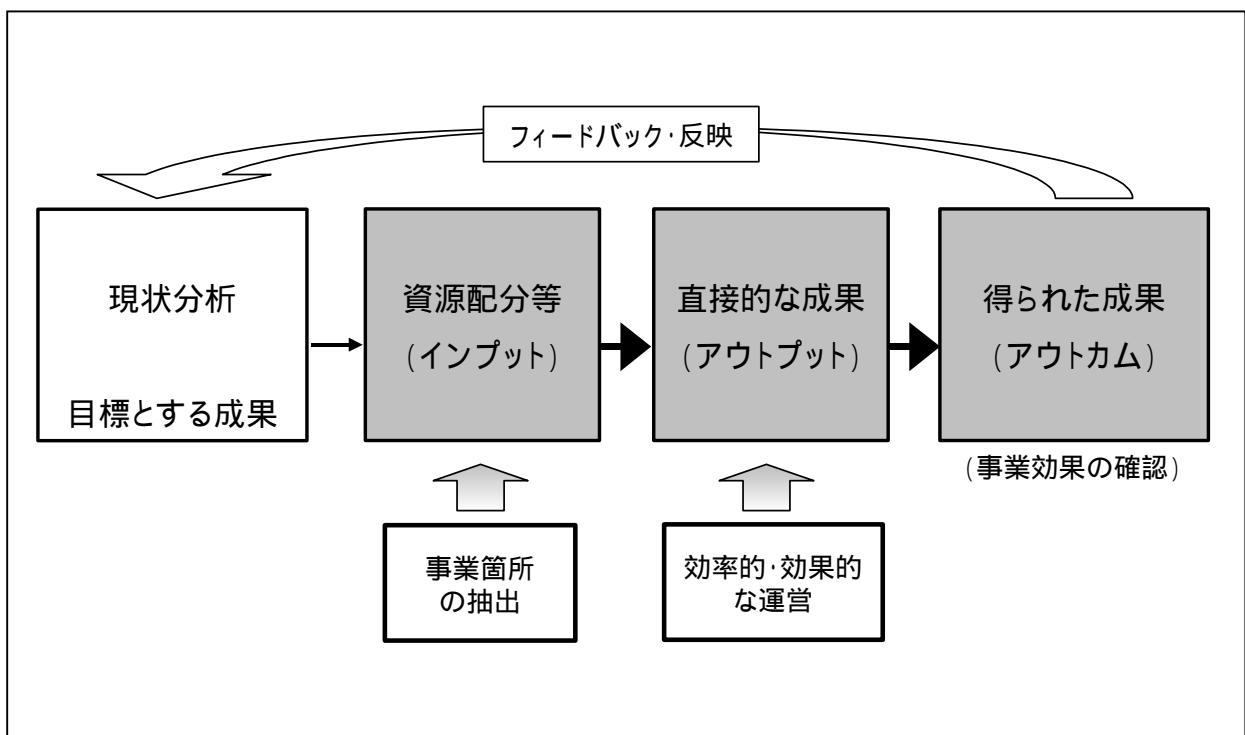 フィードバック・反映
現状分析
目標とする成果
資源配分等
(インプット)
直接的な成果
(アウトプット)
得られた成果
(アウトカム)
(事業効果の確認)
事業箇所
の抽出
効率的・効果的
な運営